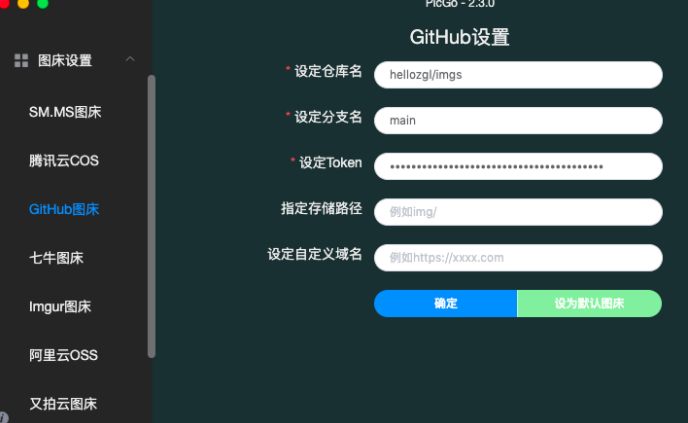 PicGo - 2.3.0
图床设置
SM.MS图床
腾讯云COS
GitHub图床
七牛图床
Imgur图床
阿里云OSS
又拍云图床
GitHub设置
* 设定仓库名
hellozgl/imgs
* 设定分支名
main
* 设定Token
指定存储路径
例如img/
设定自定义域名
例如https://xxxx.com
确定
设为默认图床